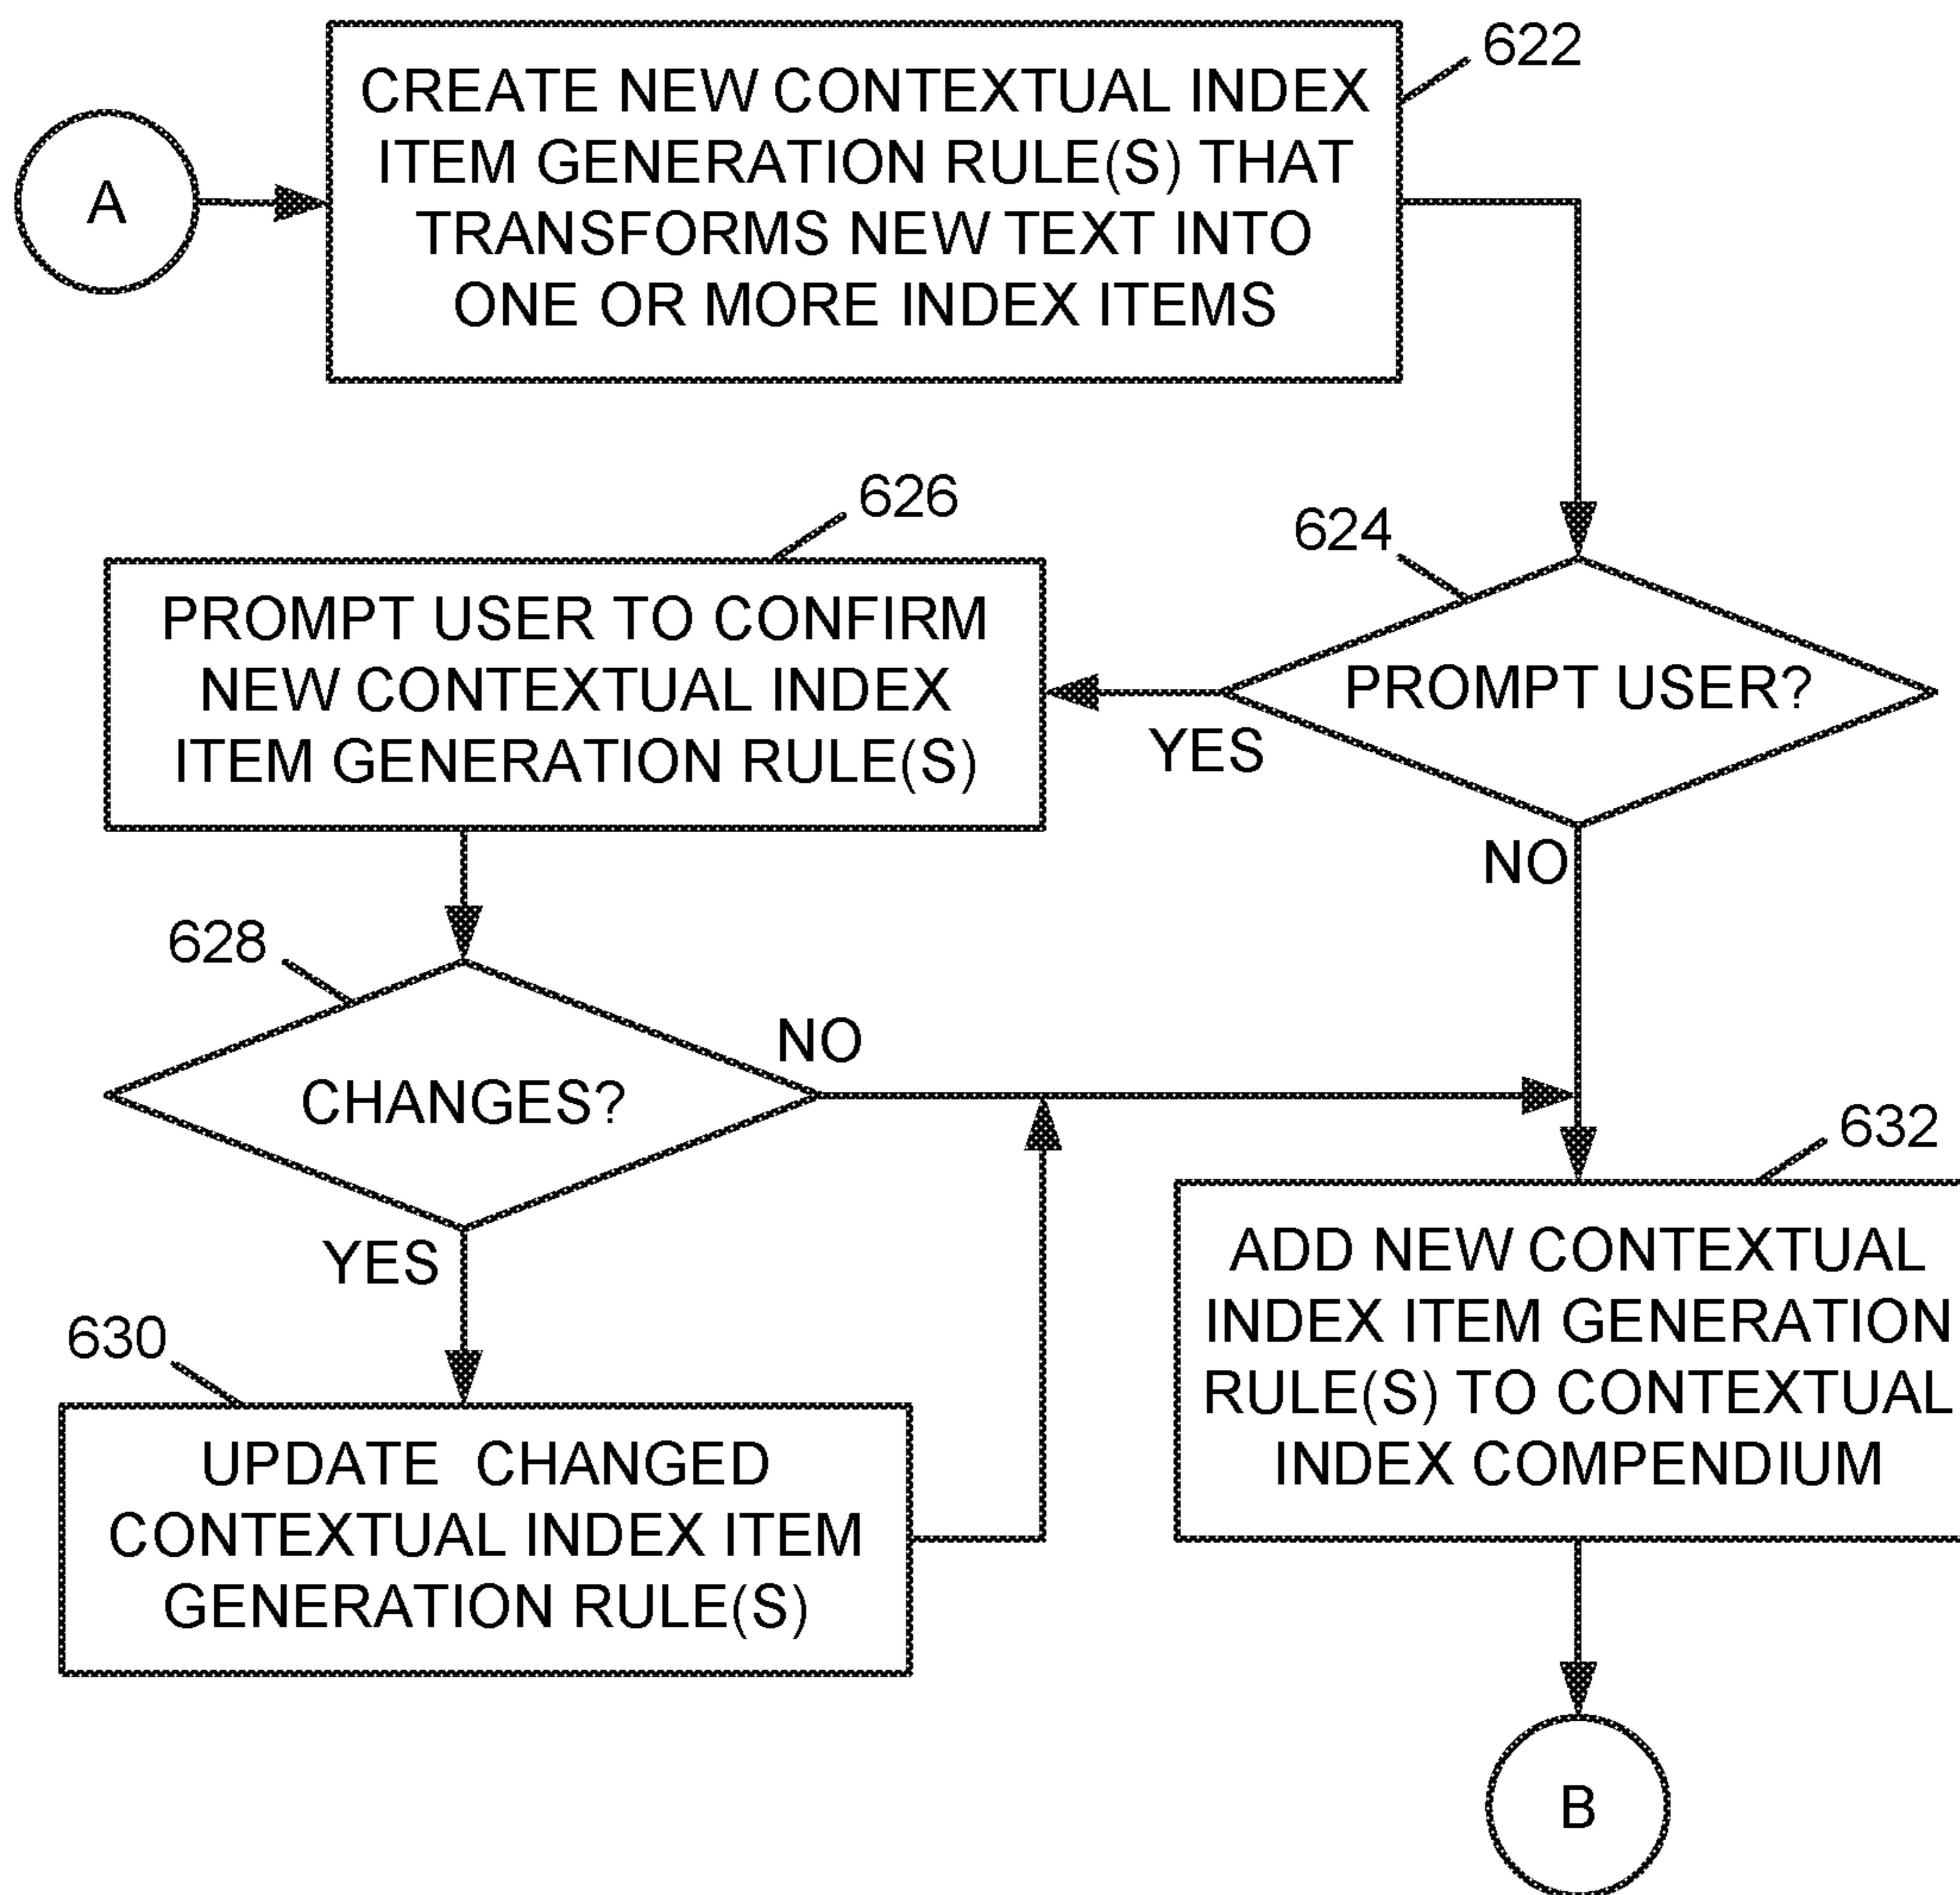 A
CREATE NEW CONTEXTUAL INDEX
ITEM GENERATION RULE(S) THAT
TRANSFORMS NEW TEXT INTO
ONE OR MORE INDEX ITEMS
622
624
PROMPT USER?
YES
NO
626
PROMPT USER TO CONFIRM
NEW CONTEXTUAL INDEX
ITEM GENERATION RULE(S)
628
CHANGES?
NO
YES
630
UPDATE CHANGED
CONTEXTUAL INDEX ITEM
GENERATION RULE(S)
632
ADD NEW CONTEXTUAL
INDEX ITEM GENERATION
RULE(S) TO CONTEXTUAL
INDEX COMPENDIUM
B